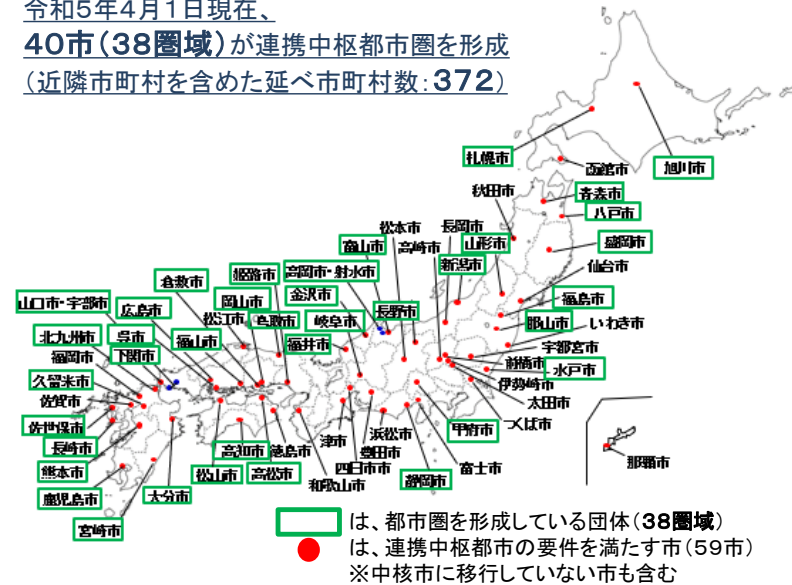 令和5年4月1日現在、
40市(38圏域)が連携中枢都市圏を形成
(近隣市町村を含めた延べ市町村数:372)
札幌市
函館市
旭川市
秋田市
青森市
八戸市
松本市
長岡市
富山市
高崎市
山形市
盛岡市
仙台市
倉敷市
姫路市
高岡市・射水市
新潟市
福島市
山口市・宇部市
広島市
岡山市
金沢市
長野市
郡山市
いわき市
松江市
鳥取市
岐阜市
北九州市
呉市
福山市
福井市
宇都宮市
福岡市
下関市
前橋市
水戸市
久留米市
伊勢崎市
佐賀市
太田市
佐世保市
つくば市
長崎市
高知市
徳島市
津市
浜松市
甲府市
豊田市
熊本市
松山市
高松市
四日市市
富士市
那覇市
鹿児島市
大分市
和歌山市
静岡市
宮崎市
は、都市圏を形成している団体(38圏域)
は、連携中枢都市の要件を満たす市(59市)
※中核市に移行していない市も含む